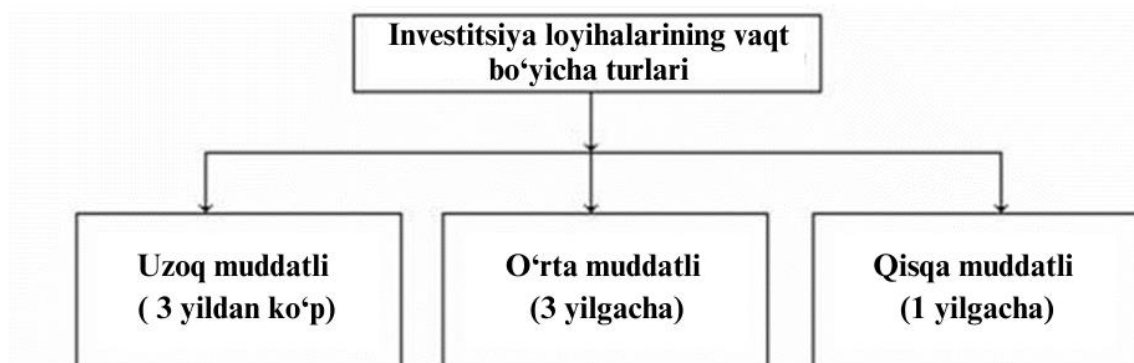 Investitsiya loyihalarining vaqt
bo‘yicha turlari
Uzoq muddatli
( 3 yildan ko‘p)
O‘rta muddatli
(3 yilgacha)
Qisqa muddatli
(1 yilgacha)